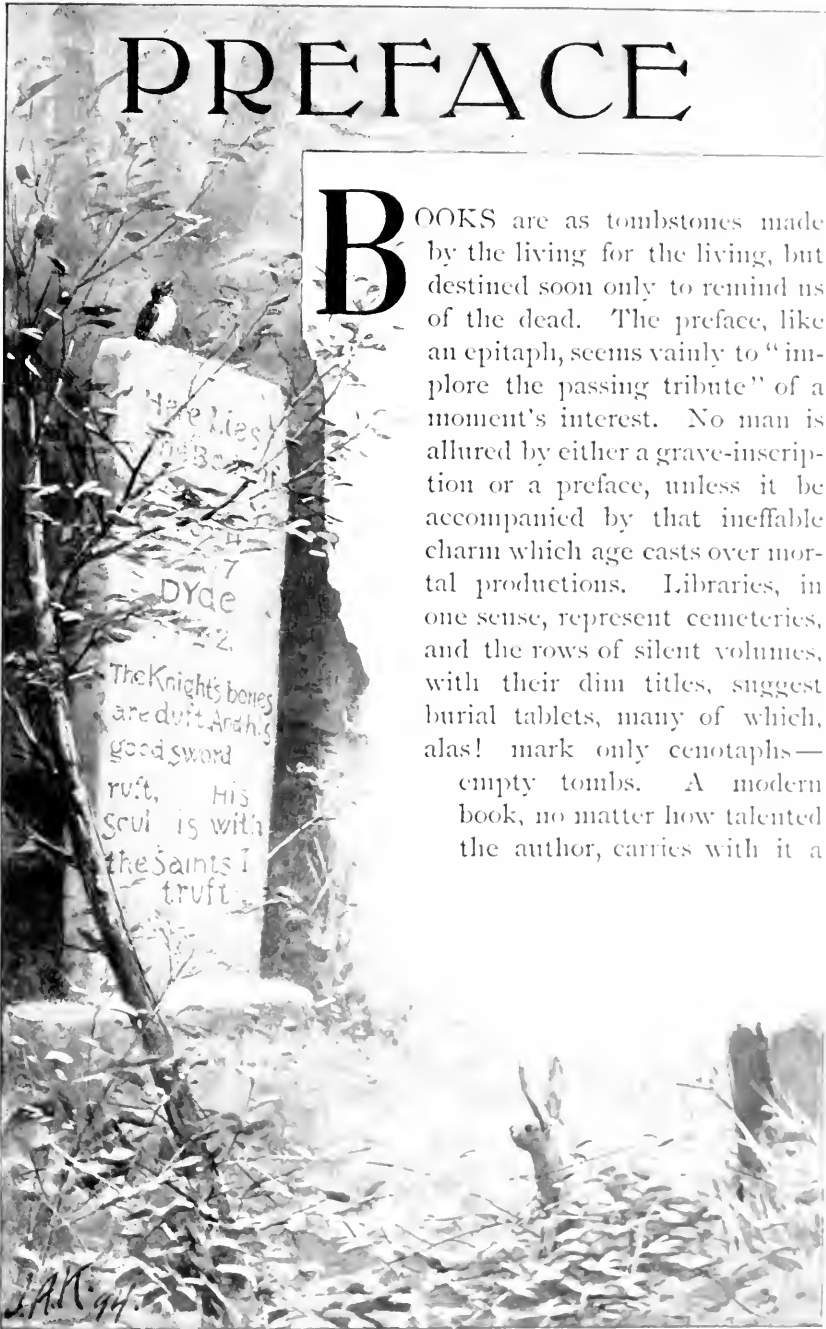 PREFACE
BOOKS are as tombstones made
by the living for the living, but
destined soon only to remind us
of the dead. The preface, like
an epitaph, seems vainly to “im-
plore the passing tribute” of a
moment's interest. No man is
allured by either a grave-inscrip-
tion or a preface, unless it be
accompanied by that ineffable
charm which age casts over mor-
tal productions. Libraries, in
one sense, represent cemeteries,
and the rows of silent volumes,
with their dim titles, suggest
burial tablets, many of which,
alas! mark only cenotaphs—
empty tombs. A modern
book, no matter how talented
the author, carries with it a
Here Lies
4
7
DYde
2.
The Knight's bones
are duft. And his
good sword
ruft. His
Soul is with
the Saints I
truft
J.A.K. 94.